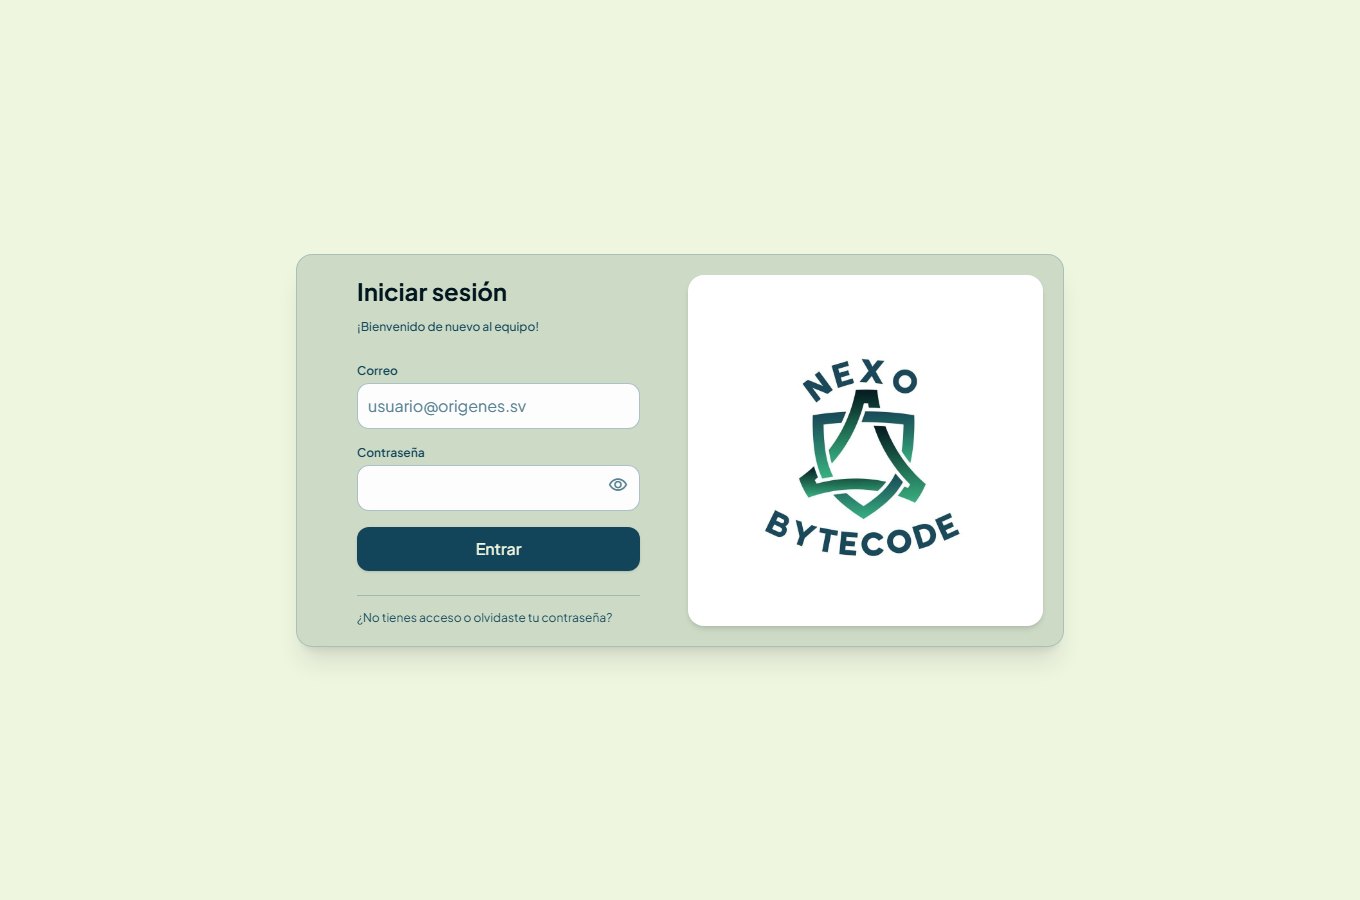 Iniciar sesión
¡Bienvenido de nuevo al equipo!
Correo
usuario@origenes.sv
Contraseña
Entrar
¿No tienes acceso o olvidaste tu contraseña?
NEXO
BYTECODE